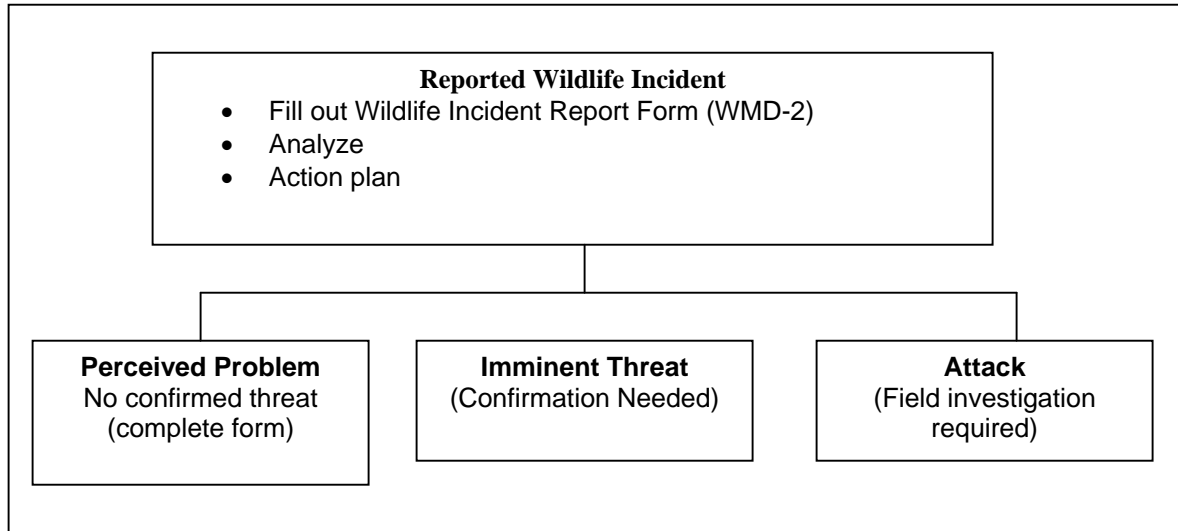 Reported Wildlife Incident
• Fill out Wildlife Incident Report Form (WMD-2)
• Analyze
• Action plan
Perceived Problem
No confirmed threat
(complete form)
Imminent Threat
(Confirmation Needed)
Attack
(Field investigation
required)